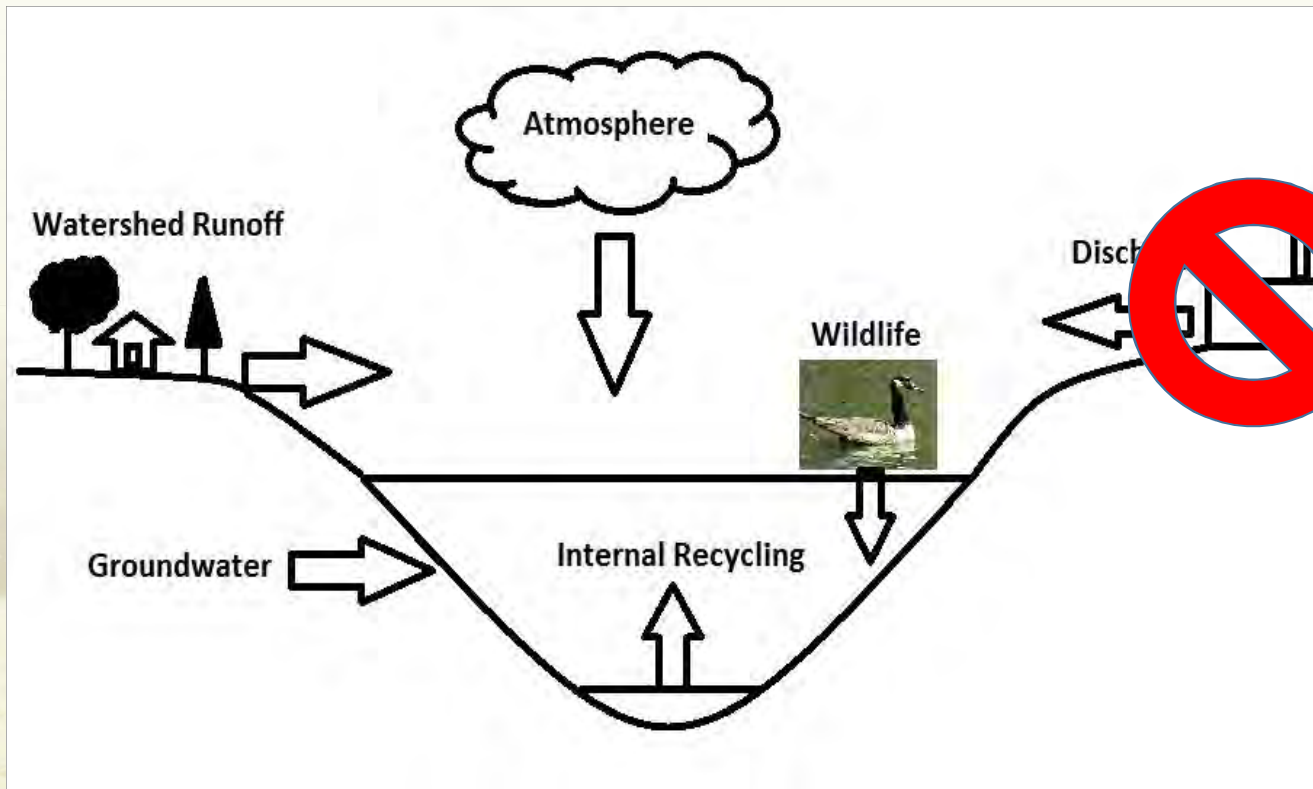 Atmosphere
Watershed Runoff
Wildlife
Groundwater
Internal Recycling